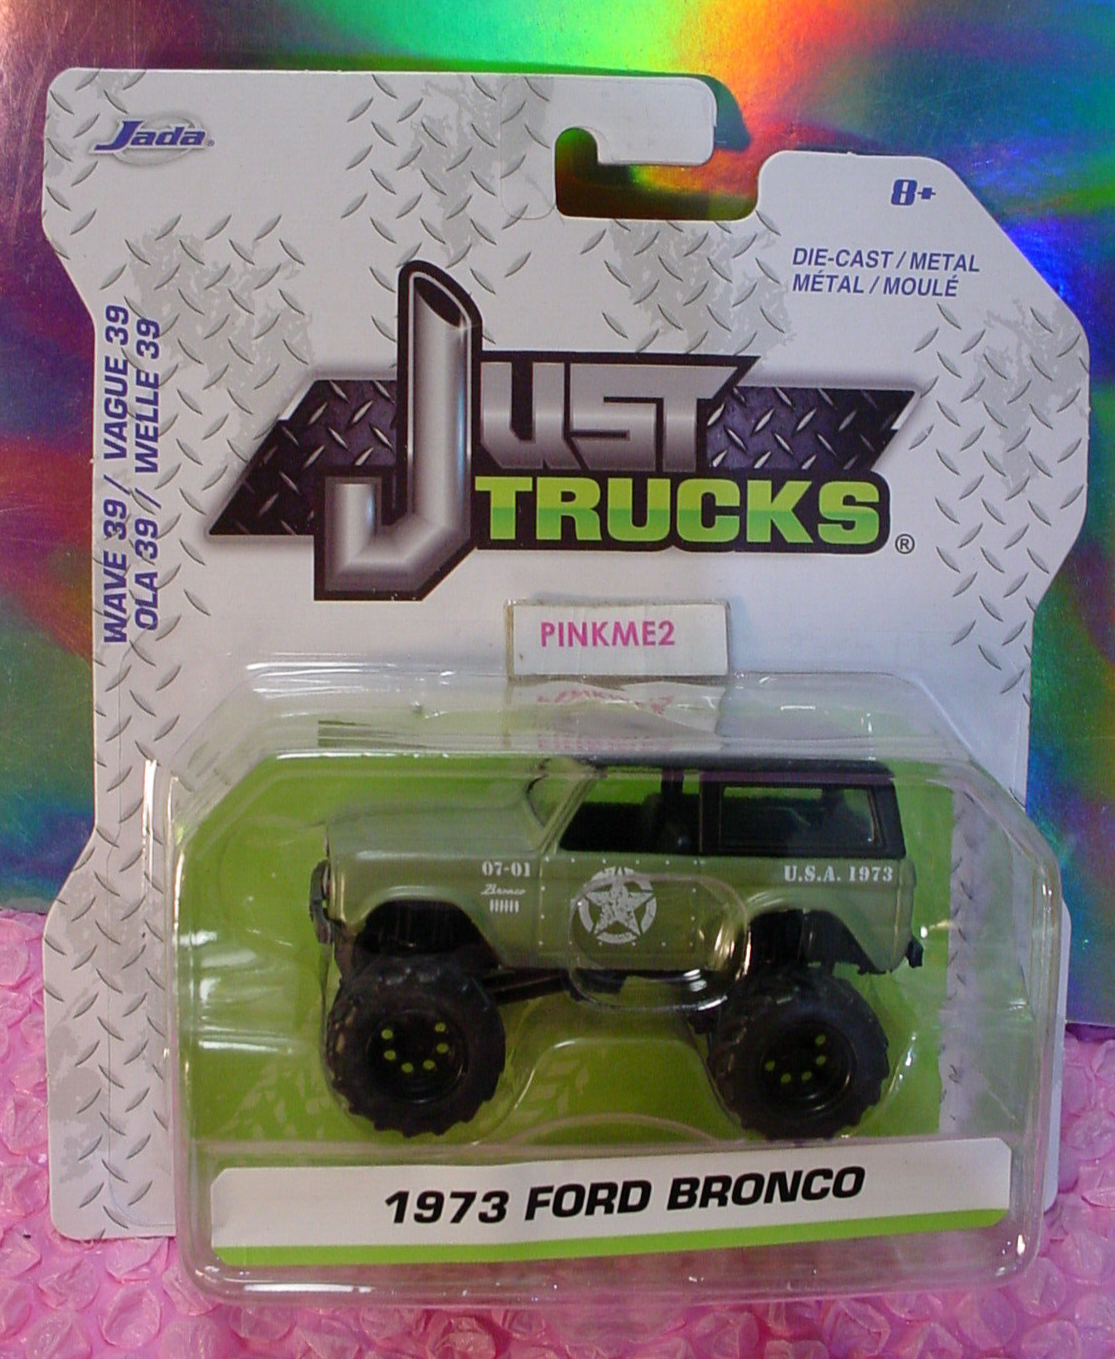 Jada
8+
DIE-CAST / METAL
MÉTAL / MOULÉ
WAVE 39 / VAGUE 39
OLA 39 / WELLE 39
JUST
TRUCKS®
PINKME2
07-01
Bronco
U.S.A. 1973
1973 FORD BRONCO